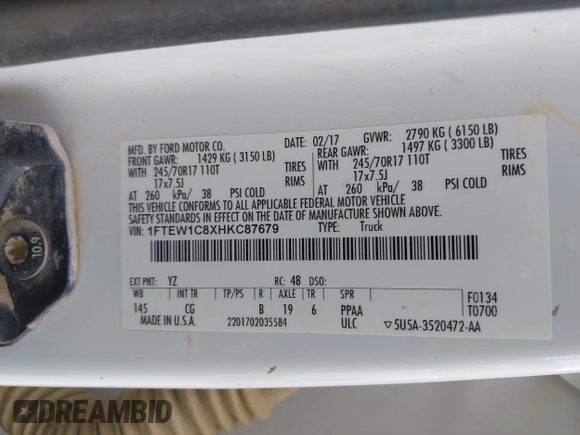 MFD. BY FORD MOTOR CO.
DATE: 02/17 GVWR: 2790 KG ( 6150 LB)
FRONT GAWR: 1429 KG ( 3150 LB)
REAR GAWR: 1497 KG ( 3300 LB)
WITH 245/70R17 110T TIRES
WITH 245/70R17 110T TIRES
17x7.5J RIMS
17x7.5J RIMS
AT 260 kPa/ 38 PSI COLD
AT 260 kPa/ 38 PSI COLD
THIS VEHICLE CONFORMS TO ALL APPLICABLE FEDERAL MOTOR VEHICLE
SAFETY STANDARDS IN EFFECT ON THE DATE OF MANUFACTURE SHOWN ABOVE.
VIN: 1FTEW1C8XHKC87679 TYPE: Truck
EXT PNT: YZ RC: 48 DSO:
WB INT TR TP/PS R AXLE TR SPR
145 CG B 19 6 PPAA
F0134
T0700
MADE IN U.S.A. 2201702035584 ULC ▽5U5A-3520472-AA
10.9
DREAMBID